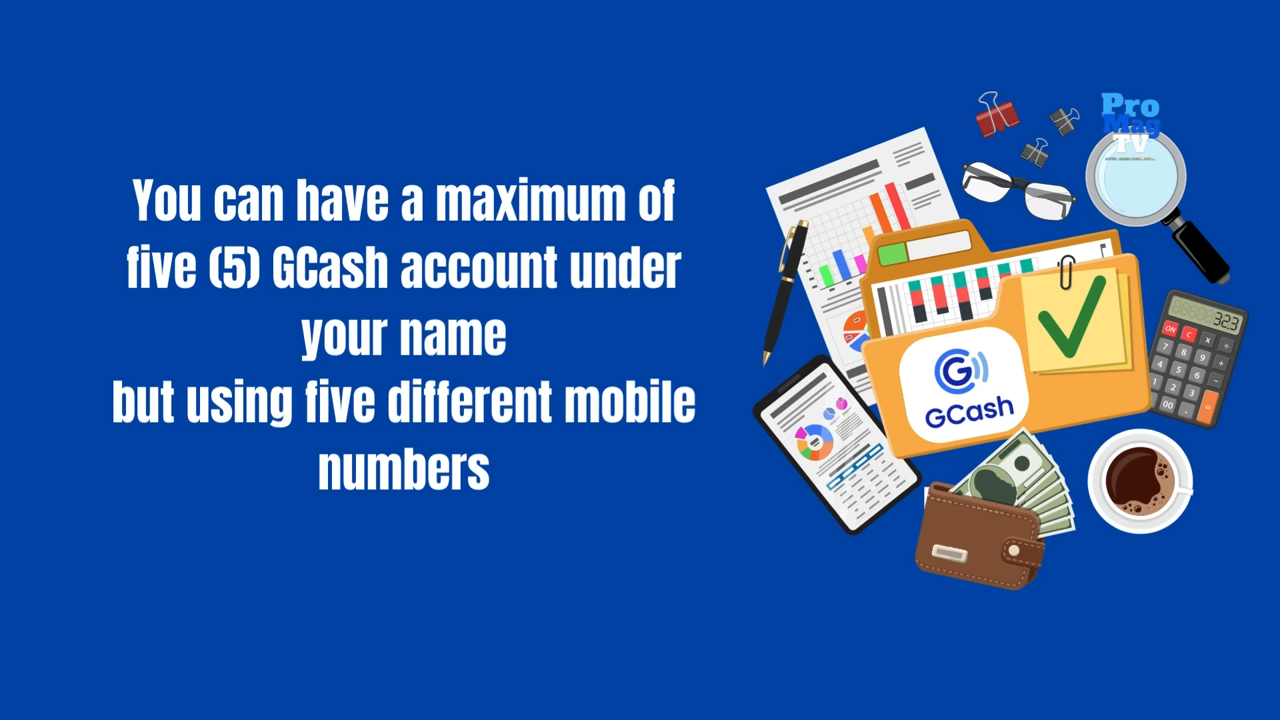 You can have a maximum of
five (5) GCash account under
your name
but using five different mobile
numbers
Pro
Mag
TV
GCash
323
ON
C
X
÷
7
8
9
+
4
5
6
-
1
2
3
00
.
=